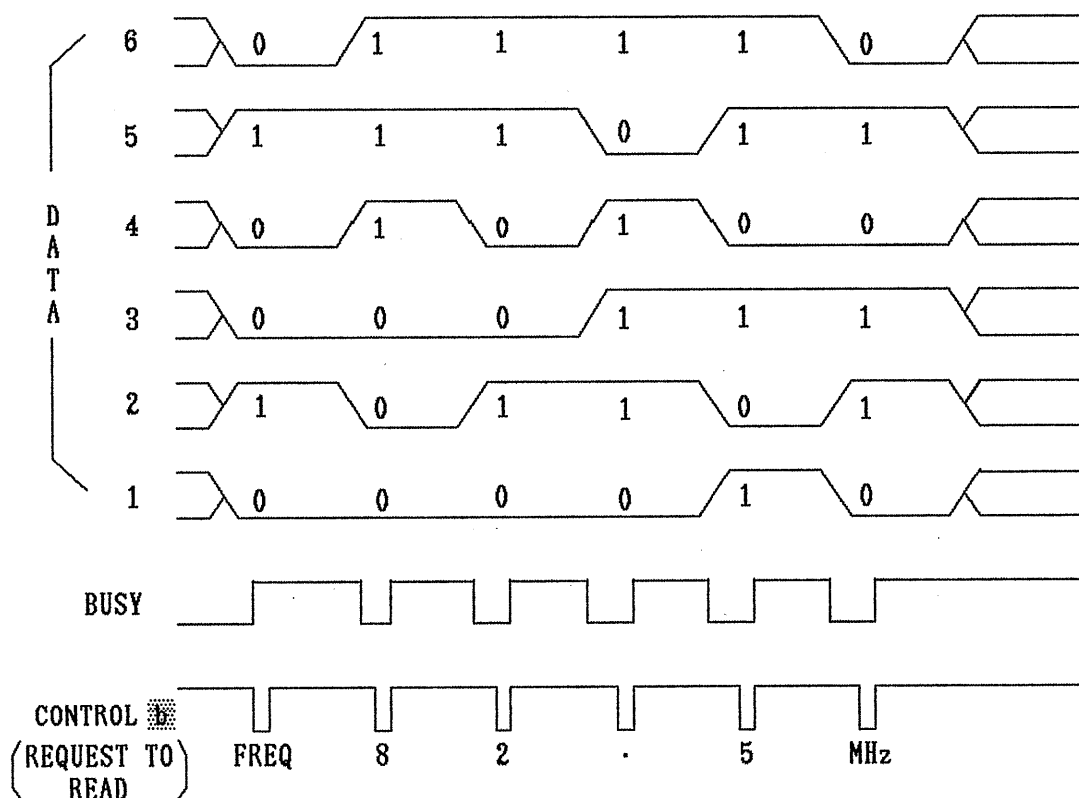 6 0 1 1 1 1 0
5 1 1 1 0 1 1
DATA
4 0 1 0 1 0 0
3 0 0 0 1 1 1
2 1 0 1 1 0 1
1 0 0 0 0 1 0
BUSY
CONTROL b
(REQUEST TO READ)
FREQ 8 2 . 5 MHz